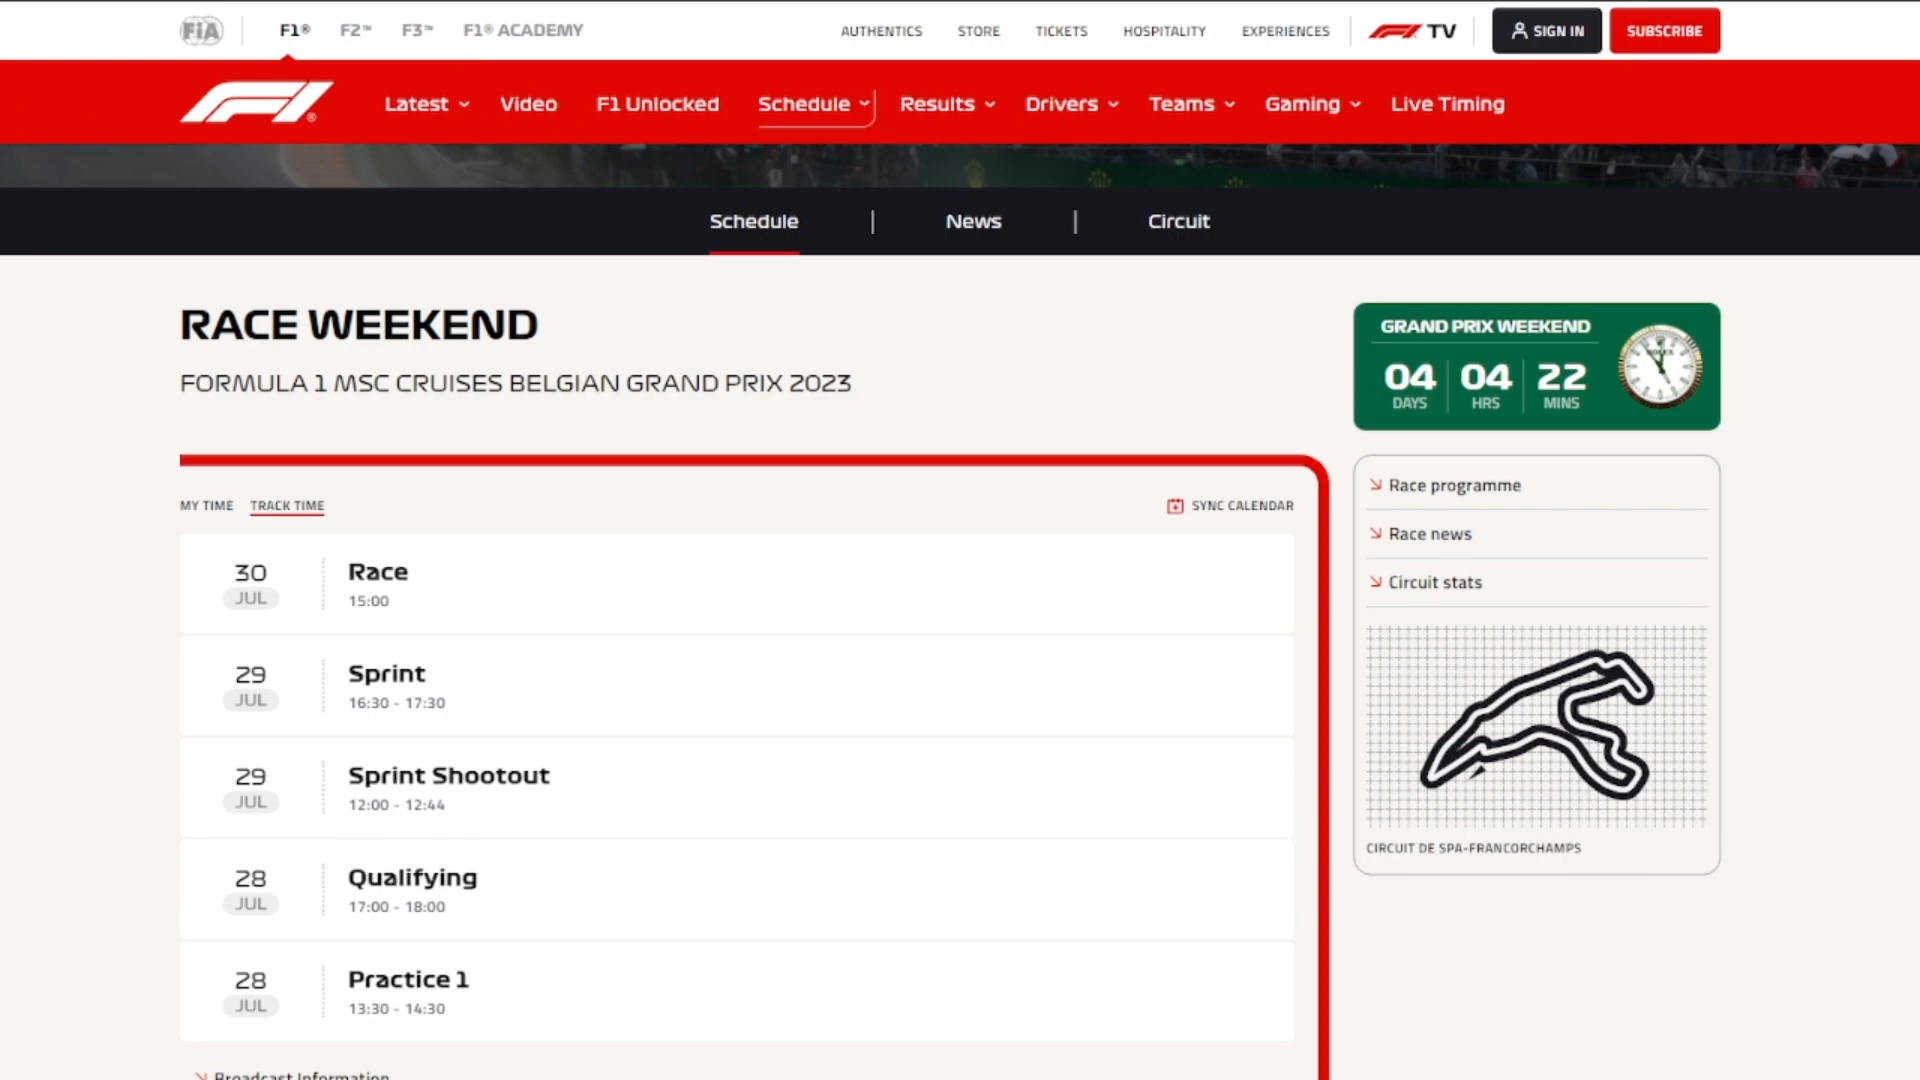 FiA F1® F2™ F3™ F1® ACADEMY AUTHENTICS STORE TICKETS HOSPITALITY EXPERIENCES F1 TV SIGN IN SUBSCRIBE
F1® Latest Video F1 Unlocked Schedule Results Drivers Teams Gaming Live Timing
Schedule | News | Circuit
RACE WEEKEND
FORMULA 1 MSC CRUISES BELGIAN GRAND PRIX 2023
MY TIME TRACK TIME SYNC CALENDAR
30 JUL
Race
15:00
29 JUL
Sprint
16:30 - 17:30
29 JUL
Sprint Shootout
12:00 - 12:44
28 JUL
Qualifying
17:00 - 18:00
28 JUL
Practice 1
13:30 - 14:30
Broadcast Information
GRAND PRIX WEEKEND
04 04 22
DAYS HRS MINS
ROLEX
Race programme
Race news
Circuit stats
CIRCUIT DE SPA-FRANCORCHAMPS